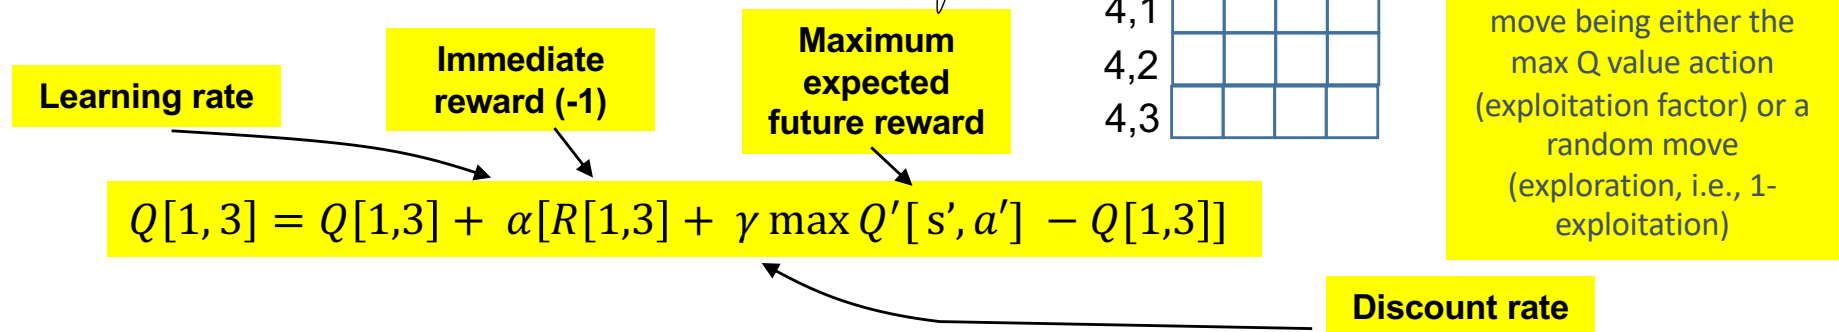 Learning rate
Immediate
reward (-1)
Maximum
expected
future reward
4,1
4,2
4,3
move being either the
max Q value action
(exploitation factor) or a
random move
(exploration, i.e., 1-
exploitation)
Q[1, 3] = Q[1,3] + α[R[1,3] + γ max Q′[ s’, a′] − Q[1,3]]
Discount rate